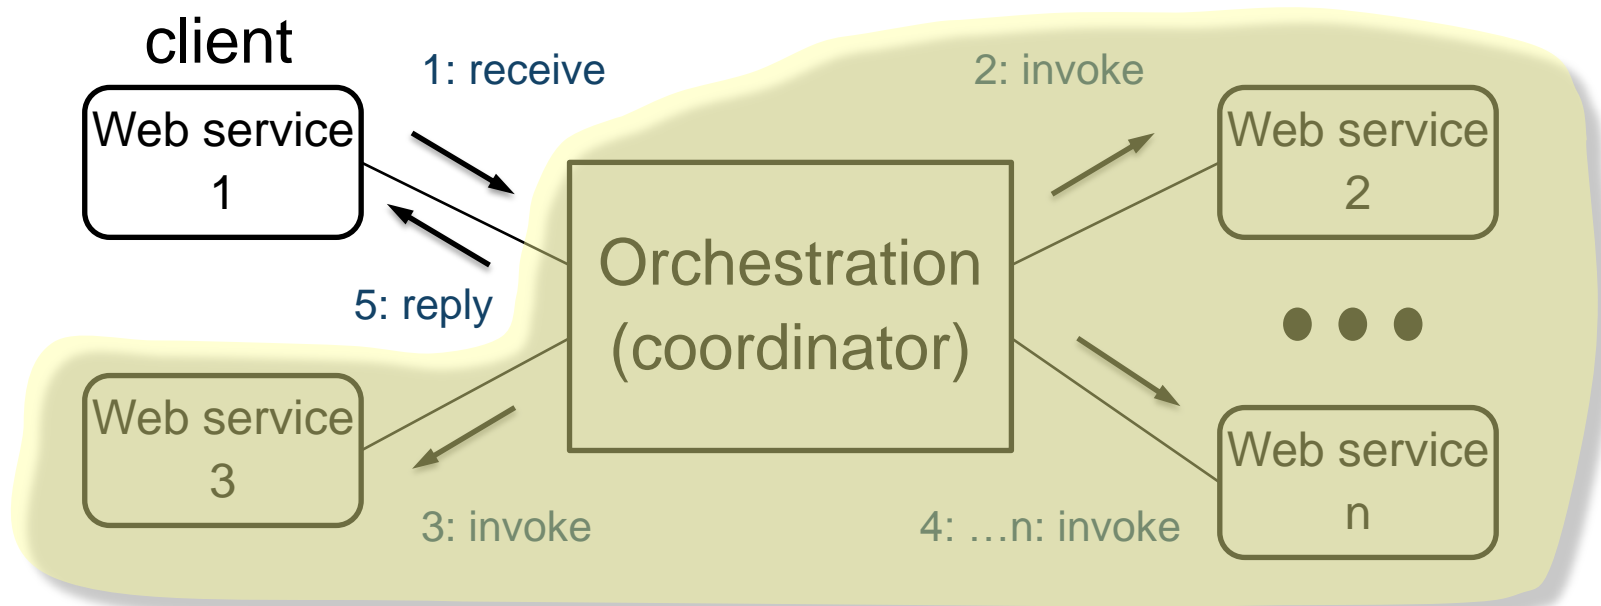 client
1: receive
2: invoke
Web service
1
Web service
2
Orchestration
(coordinator)
5: reply
Web service
3
Web service
n
3: invoke
4: …n: invoke